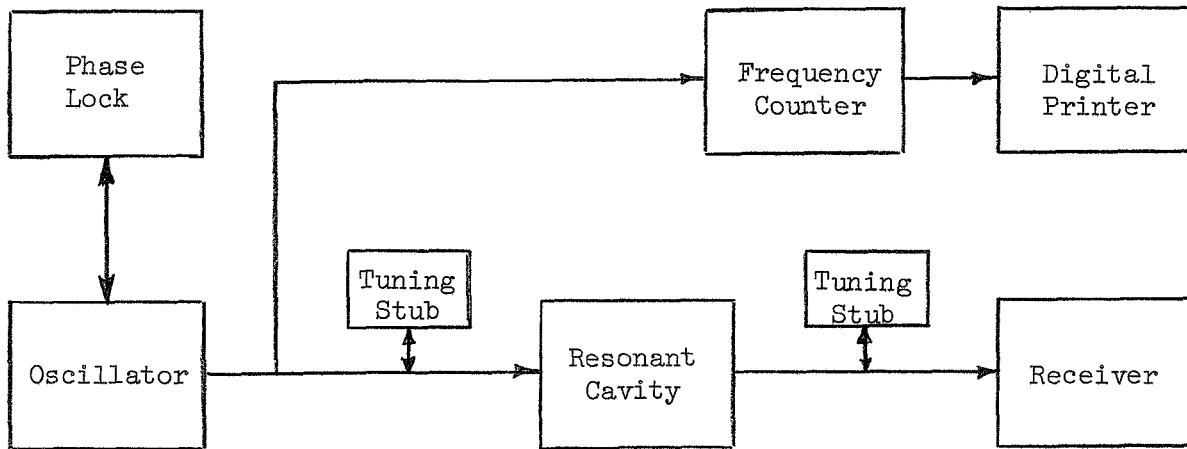 Phase
Lock
Frequency
Counter
Digital
Printer
Tuning
Stub
Tuning
Stub
Oscillator
Resonant
Cavity
Receiver